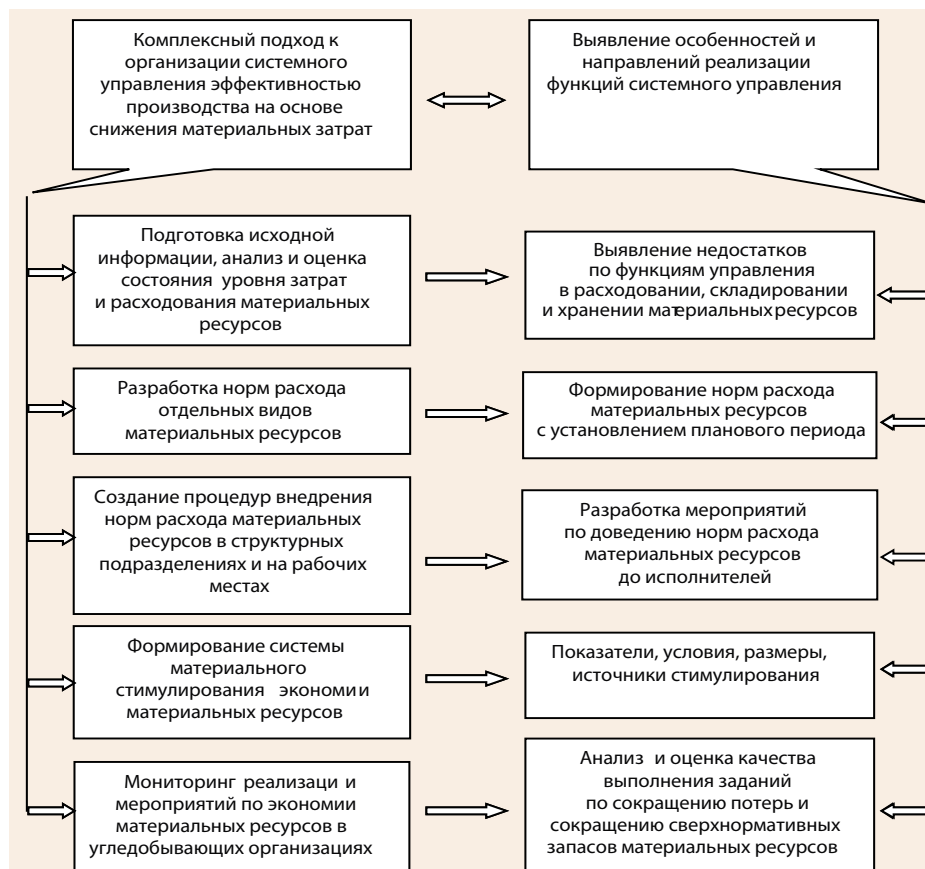 Комплексный подход к
организации системного
управления эффективностью
производства на основе
снижения материальных затрат
Выявление особенностей и
направлений реализации
функций системного управления
Подготовка исходной
информации, анализ и оценка
состояния уровня затрат
и расходования материальных
ресурсов
Выявление недостатков
по функциям управления
в расходовании, складировании
и хранении материальных ресурсов
Разработка норм расхода
отдельных видов
материальных ресурсов
Формирование норм расхода
материальных ресурсов
с установлением планового периода
Создание процедур внедрения
норм расхода материальных
ресурсов в структурных
подразделениях и на рабочих
местах
Разработка мероприятий
по доведению норм расхода
материальных ресурсов
до исполнителей
Формирование системы
материального
стимулирования экономии
материальных ресурсов
Показатели, условия, размеры,
источники стимулирования
Мониторинг реализаци и
мероприятий по экономии
материальных ресурсов в
угледобывающих организациях
Анализ и оценка качества
выполнения заданий
по сокращению потерь и
сокращению сверхнормативных
запасов материальных ресурсов